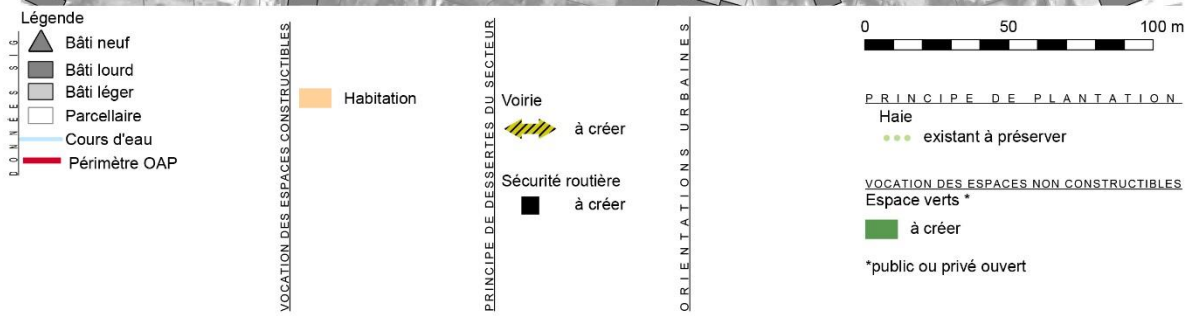 Légende
DONNÉES SIG
Bâti neuf
Bâti lourd
Bâti léger
Parcellaire
Cours d'eau
Périmètre OAP
VOCATION DES ESPACES CONSTRUCTIBLES
Habitation
PRINCIPE DE DESSERTES DU SECTEUR
Voirie
à créer
Sécurité routière
à créer
ORIENTATIONS URBAINES
0 50 100 m
PRINCIPE DE PLANTATION
Haie
existant à préserver
VOCATION DES ESPACES NON CONSTRUCTIBLES
Espace verts *
à créer
*public ou privé ouvert